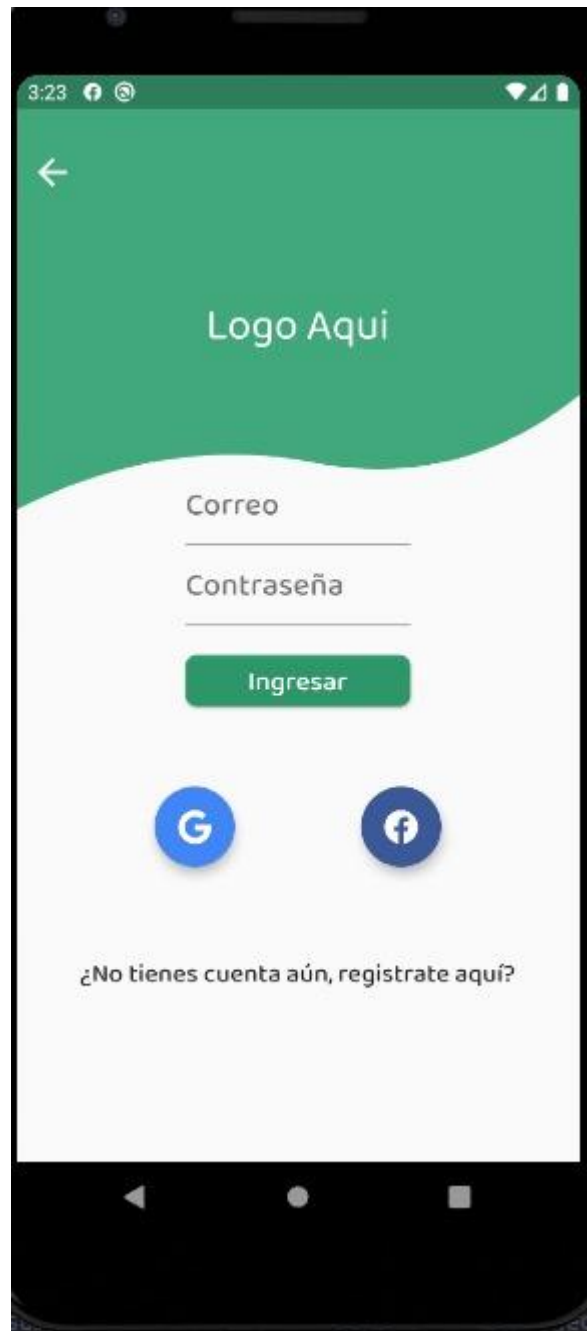 3:23
Logo Aqui
Correo
Contraseña
Ingresar
G
¿No tienes cuenta aún, registrate aquí?